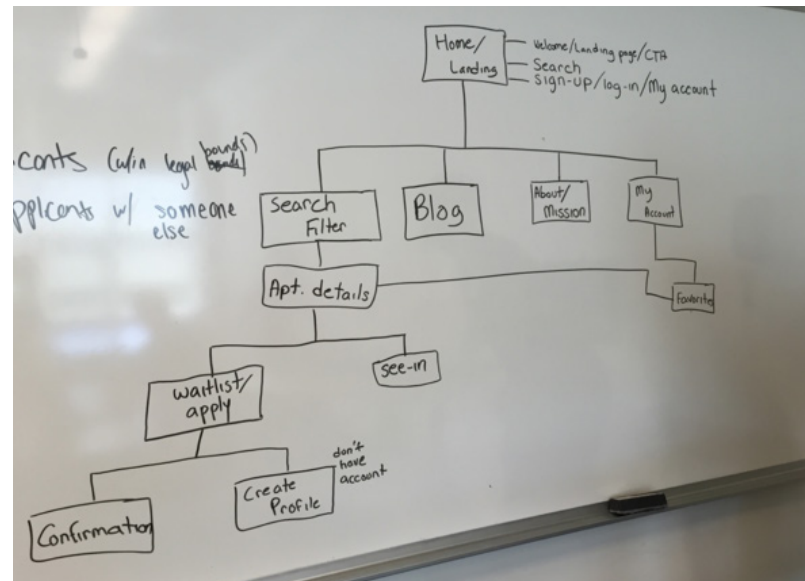 Home/
Landing
Welcome/Landing page/CTA
Search
Sign-up/log-in/My account
conts (w/in legal bounds)
pplcents w/ someone
else
Search
Filter
Blog
About/
Mission
My
Account
Apt. details
Favorite
Waitlist/
apply
see-in
Confirmation
Create
Profile
don't
have
account